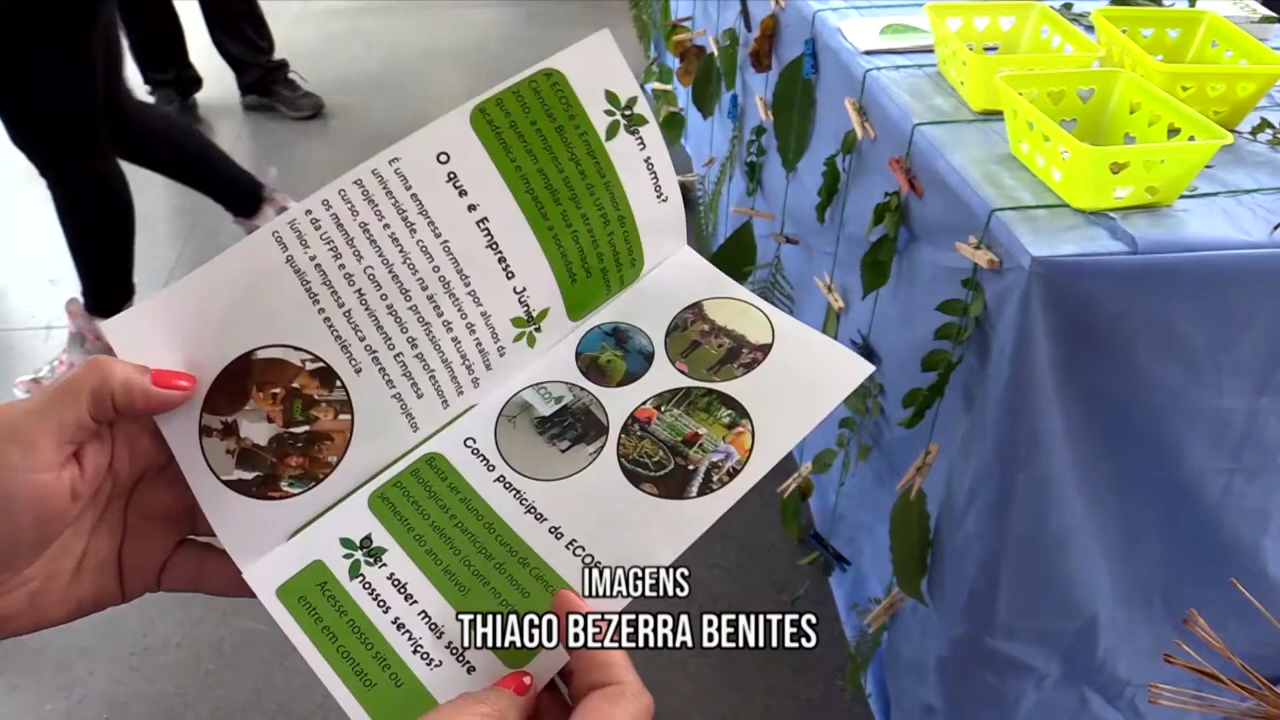 Quem somos?
A ECOS é a Empresa Júnior do curso de
Ciências Biológicas da UFPR. Fundada em
2010, a empresa surgiu através de alunos
que queriam ampliar sua formação
acadêmica e impactar a sociedade.
O que é Empresa Júnior?
É uma empresa formada por alunos da
universidade, com o objetivo de realizar
projetos e serviços na área de atuação do
curso, desenvolvendo profissionalmente
os membros. Com o apoio de professores
e da UFPR e do Movimento Empresa
Júnior, a empresa busca oferecer projetos
com qualidade e excelência.
Como participar da ECOS
Basta ser aluno do curso de Ciênc
Biológicas e participar do nosso
processo seletivo (ocorre no pri
semestre do ano letivo).
Quer saber mais sobre
nossos serviços?
Acesse nosso site ou
entre em contato!
IMAGENS
THIAGO BEZERRA BENITES